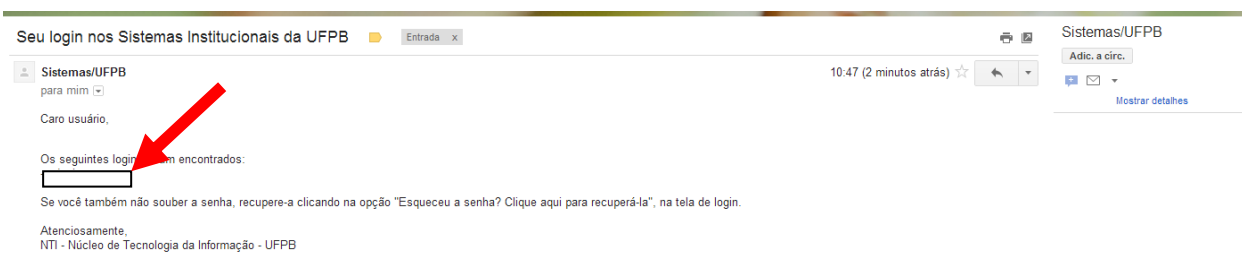 Seu login nos Sistemas Institucionais da UFPB
Entrada x
Sistemas/UFPB
10:47 (2 minutos atrás)
para mim
Caro usuário,
Os seguintes login encontrados:
Se você também não souber a senha, recupere-a clicando na opção "Esqueceu a senha? Clique aqui para recuperá-la", na tela de login.
Atenciosamente,
NTI - Núcleo de Tecnologia da Informação - UFPB
Sistemas/UFPB
Adic. a círc.
Mostrar detalhes